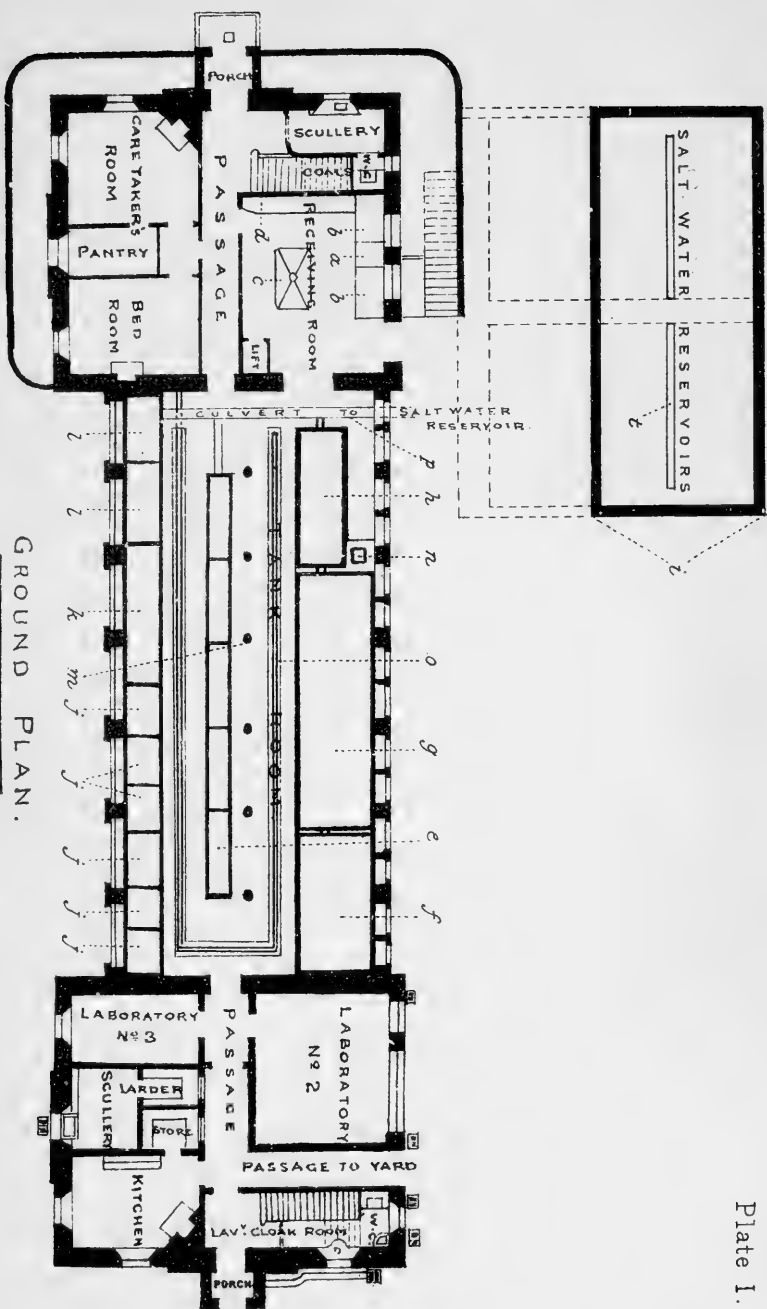 Plate I.
SALT WATER RESERVOIRS
PORCH
SCULLERY
COALS
W.C.
CARE TAKER'S
ROOM
PASSAGE
RECEIVING ROOM
b
a
b
d
c
PANTRY
BED
ROOM
LIFT
CULVERT TO SALT WATER
RESERVOIR
p
h
n
i
l
l
k
m
j
j
j
j
j
TANK ROOM
o
g
e
f
GROUND PLAN.
LABORATORY
No 3
PASSAGE
LABORATORY
No 2
LARDER
SCULLERY
STORE
PASSAGE TO YARD
KITCHEN
LAVY. CLOAK ROOM
W.C.
PORCH